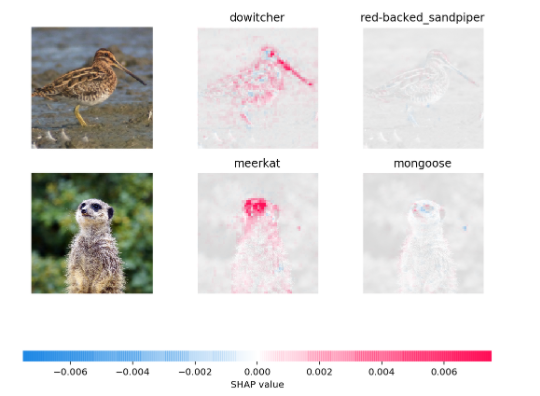 dowitcher
red-backed_sandpiper
meerkat
mongoose
−0.006 −0.004 −0.002 0.000 0.002 0.004 0.006
SHAP value